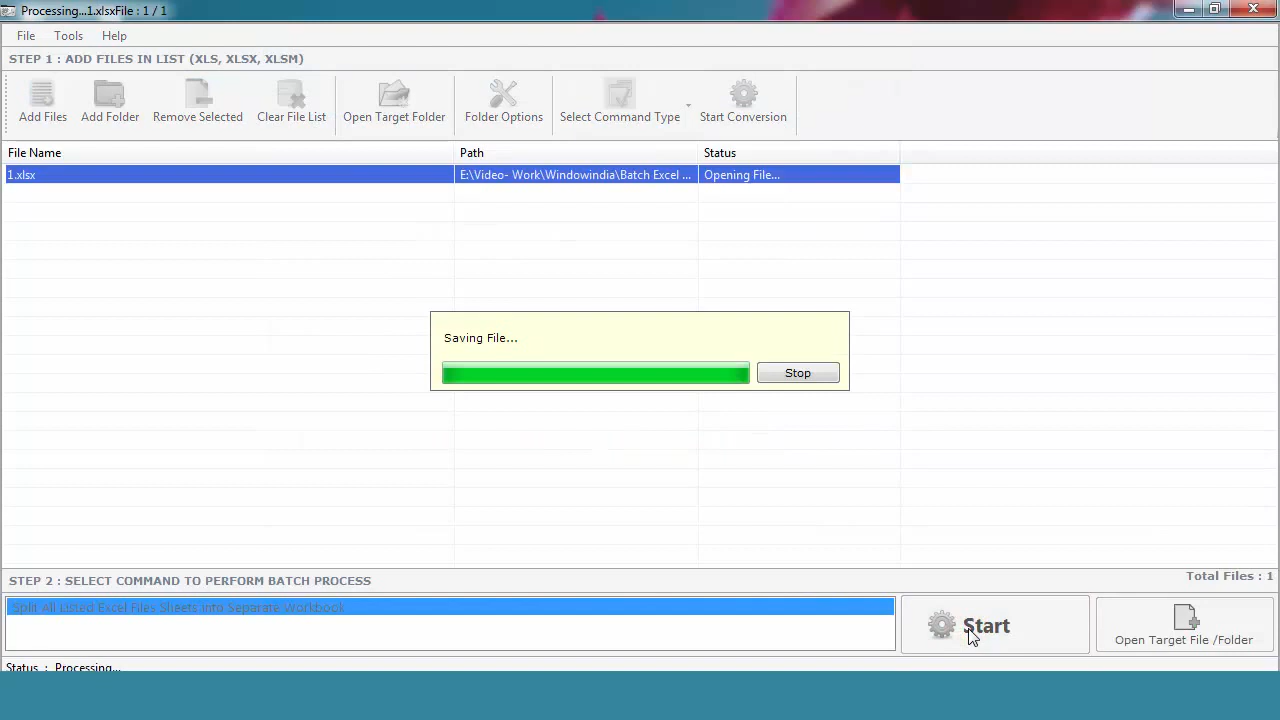 Processing...1.xlsxFile : 1 / 1
File Tools Help
STEP 1 : ADD FILES IN LIST (XLS, XLSX, XLSM)
Add Files Add Folder Remove Selected Clear File List Open Target Folder Folder Options Select Command Type Start Conversion
File Name Path Status
1.xlsx E:\Video- Work\Windowindia\Batch Excel ... Opening File...
Saving File...
Stop
STEP 2 : SELECT COMMAND TO PERFORM BATCH PROCESS Total Files : 1
Split All Listed Excel Files Sheets into Separate Workbook
Start
Open Target File /Folder
Status : Processing...